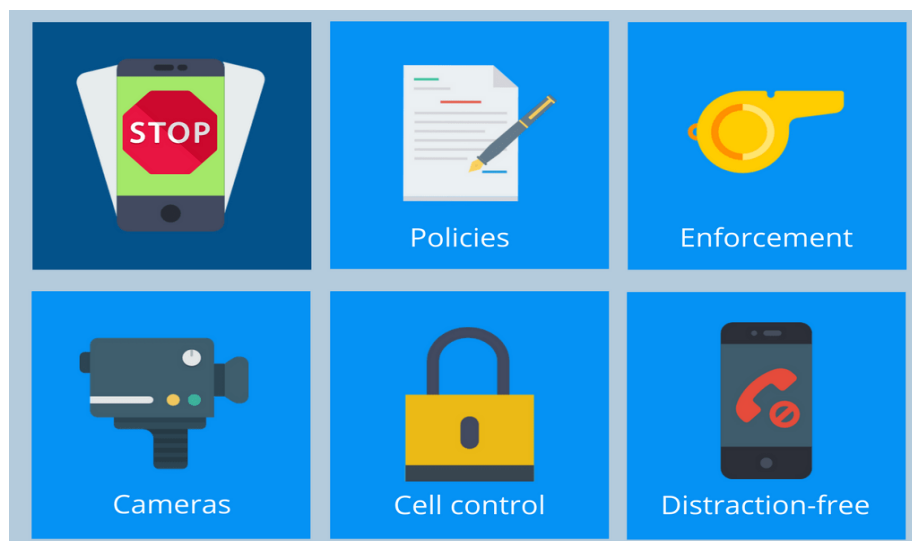 STOP
Policies
Enforcement
Cameras
Cell control
Distraction-free